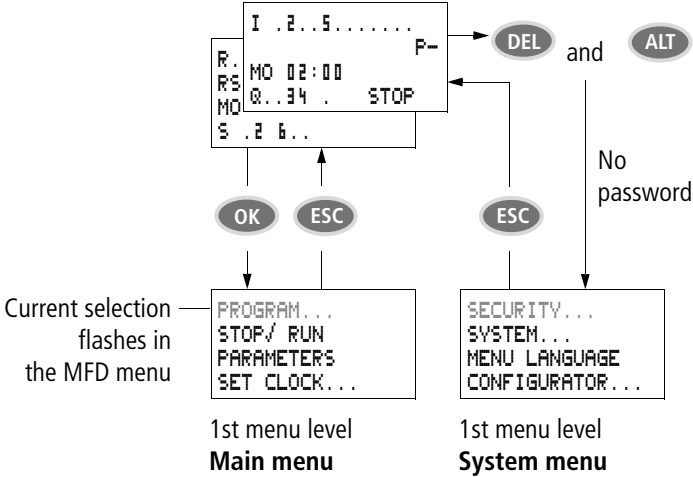 I .2..5.......
P-
MO 02:00
Q..34 . STOP
R.
RS
MO
S .2 6..
DEL
and
ALT
No
password
OK
ESC
ESC
Current selection
flashes in
the MFD menu
PROGRAM...
STOP√ RUN
PARAMETERS
SET CLOCK...
SECURITY...
SYSTEM...
MENU LANGUAGE
CONFIGURATOR...
1st menu level
Main menu
1st menu level
System menu